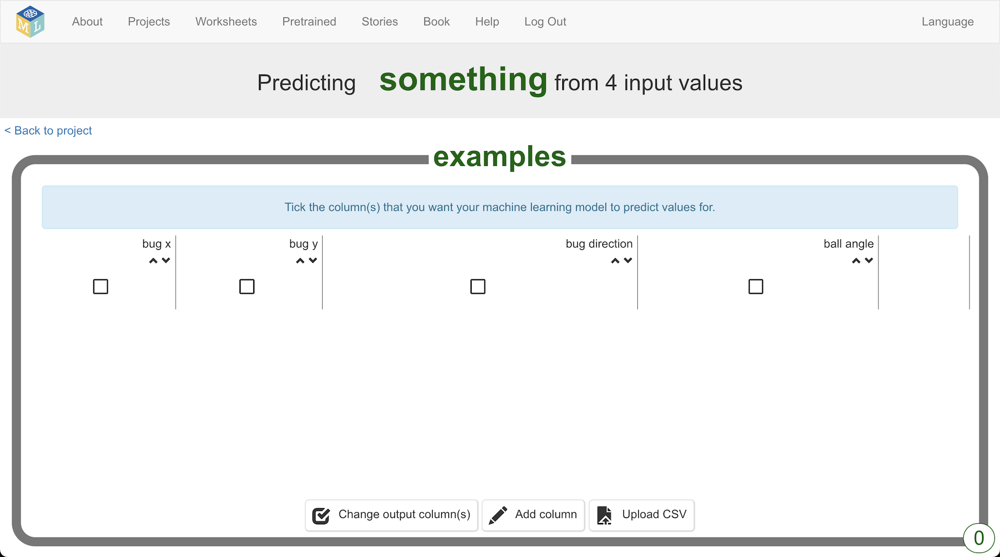 M L
About Projects Worksheets Pretrained Stories Book Help Log Out Language
Predicting something from 4 input values
< Back to project
examples
Tick the column(s) that you want your machine learning model to predict values for.
bug x bug y bug direction ball angle
Change output column(s) Add column Upload CSV
0